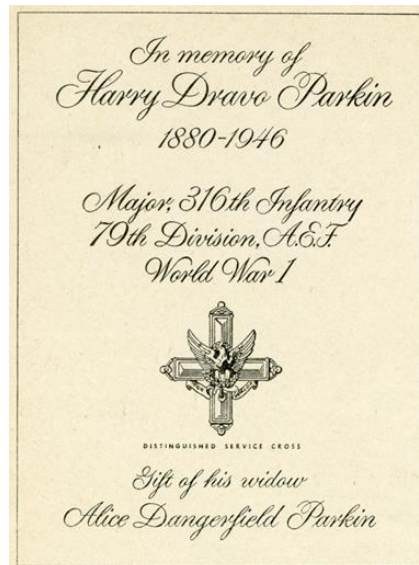 In memory of
Harry Dravo Parkin
1880-1946
Major, 316th Infantry
79th Division, A.E.F.
World War 1
DISTINGUISHED SERVICE CROSS
Gift of his widow
Alice Dangerfield Parkin